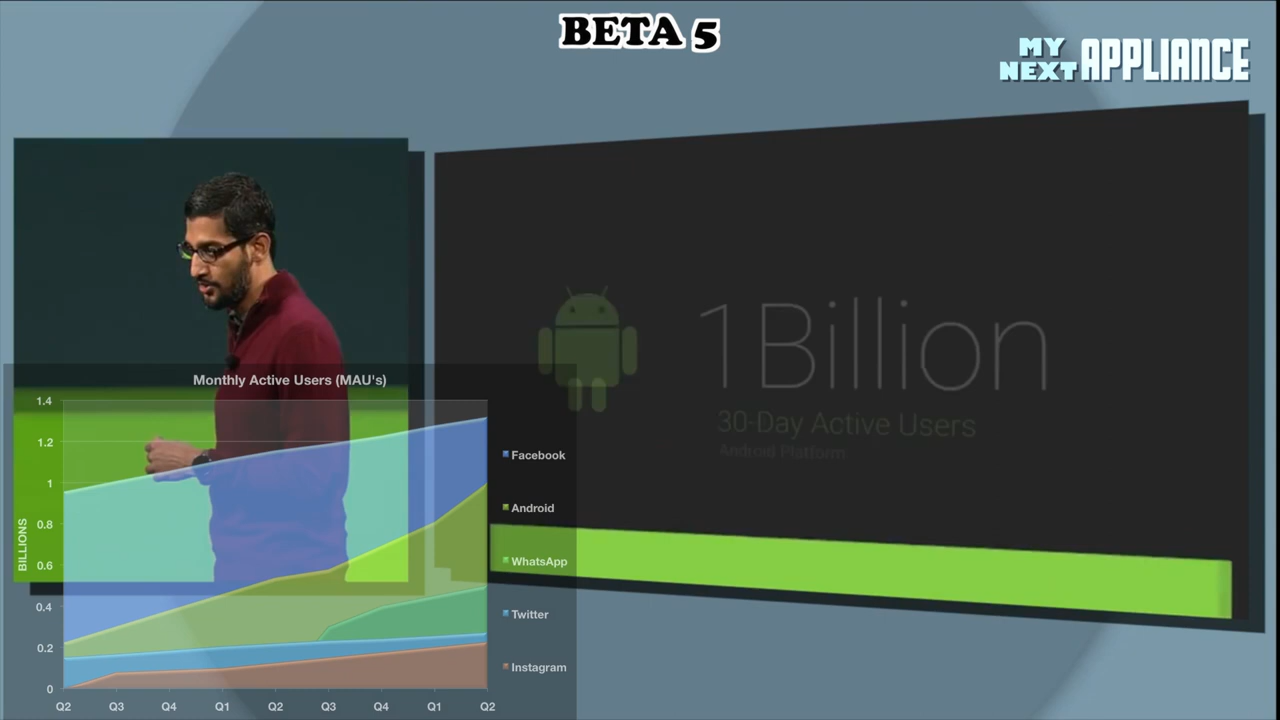 BETA 5
MY
NEXT APPLIANCE
1Billion
30-Day Active Users
Android Platform
Monthly Active Users (MAU's)
1.4
1.2
1
0.8
0.6
0.4
0.2
0
BILLIONS
Q2 Q3 Q4 Q1 Q2 Q3 Q4 Q1 Q2
Facebook
Android
WhatsApp
Twitter
Instagram